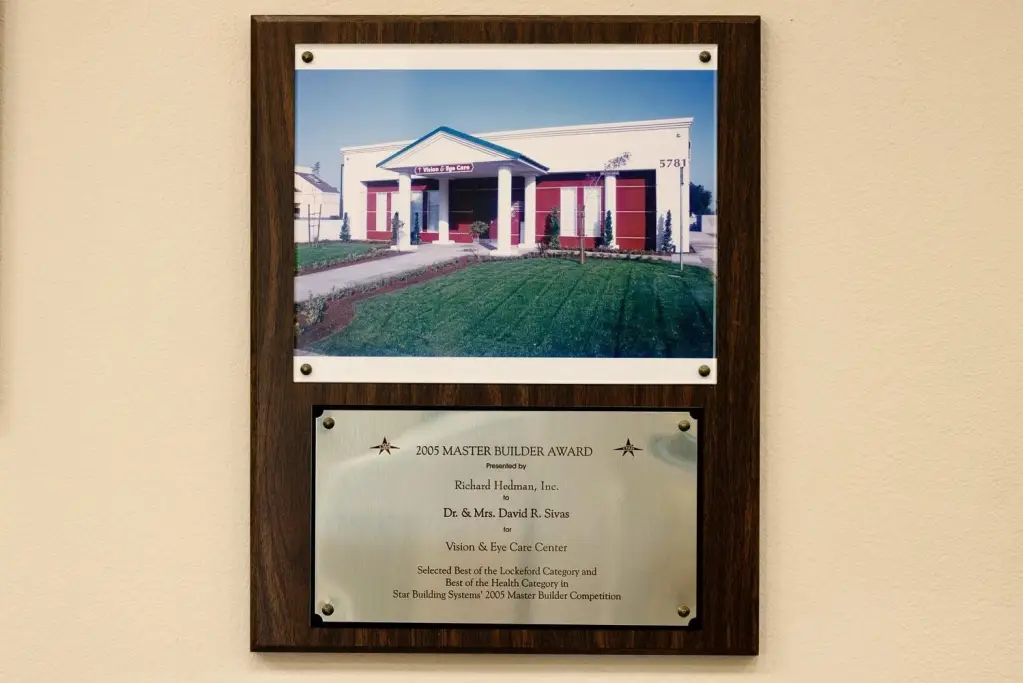 Vision & Eye Care
5781
2005 MASTER BUILDER AWARD
Presented by
Richard Hedman, Inc.
to
Dr. & Mrs. David R. Sivas
for
Vision & Eye Care Center
Selected Best of the Lockeford Category and
Best of the Health Category in
Star Building Systems' 2005 Master Builder Competition